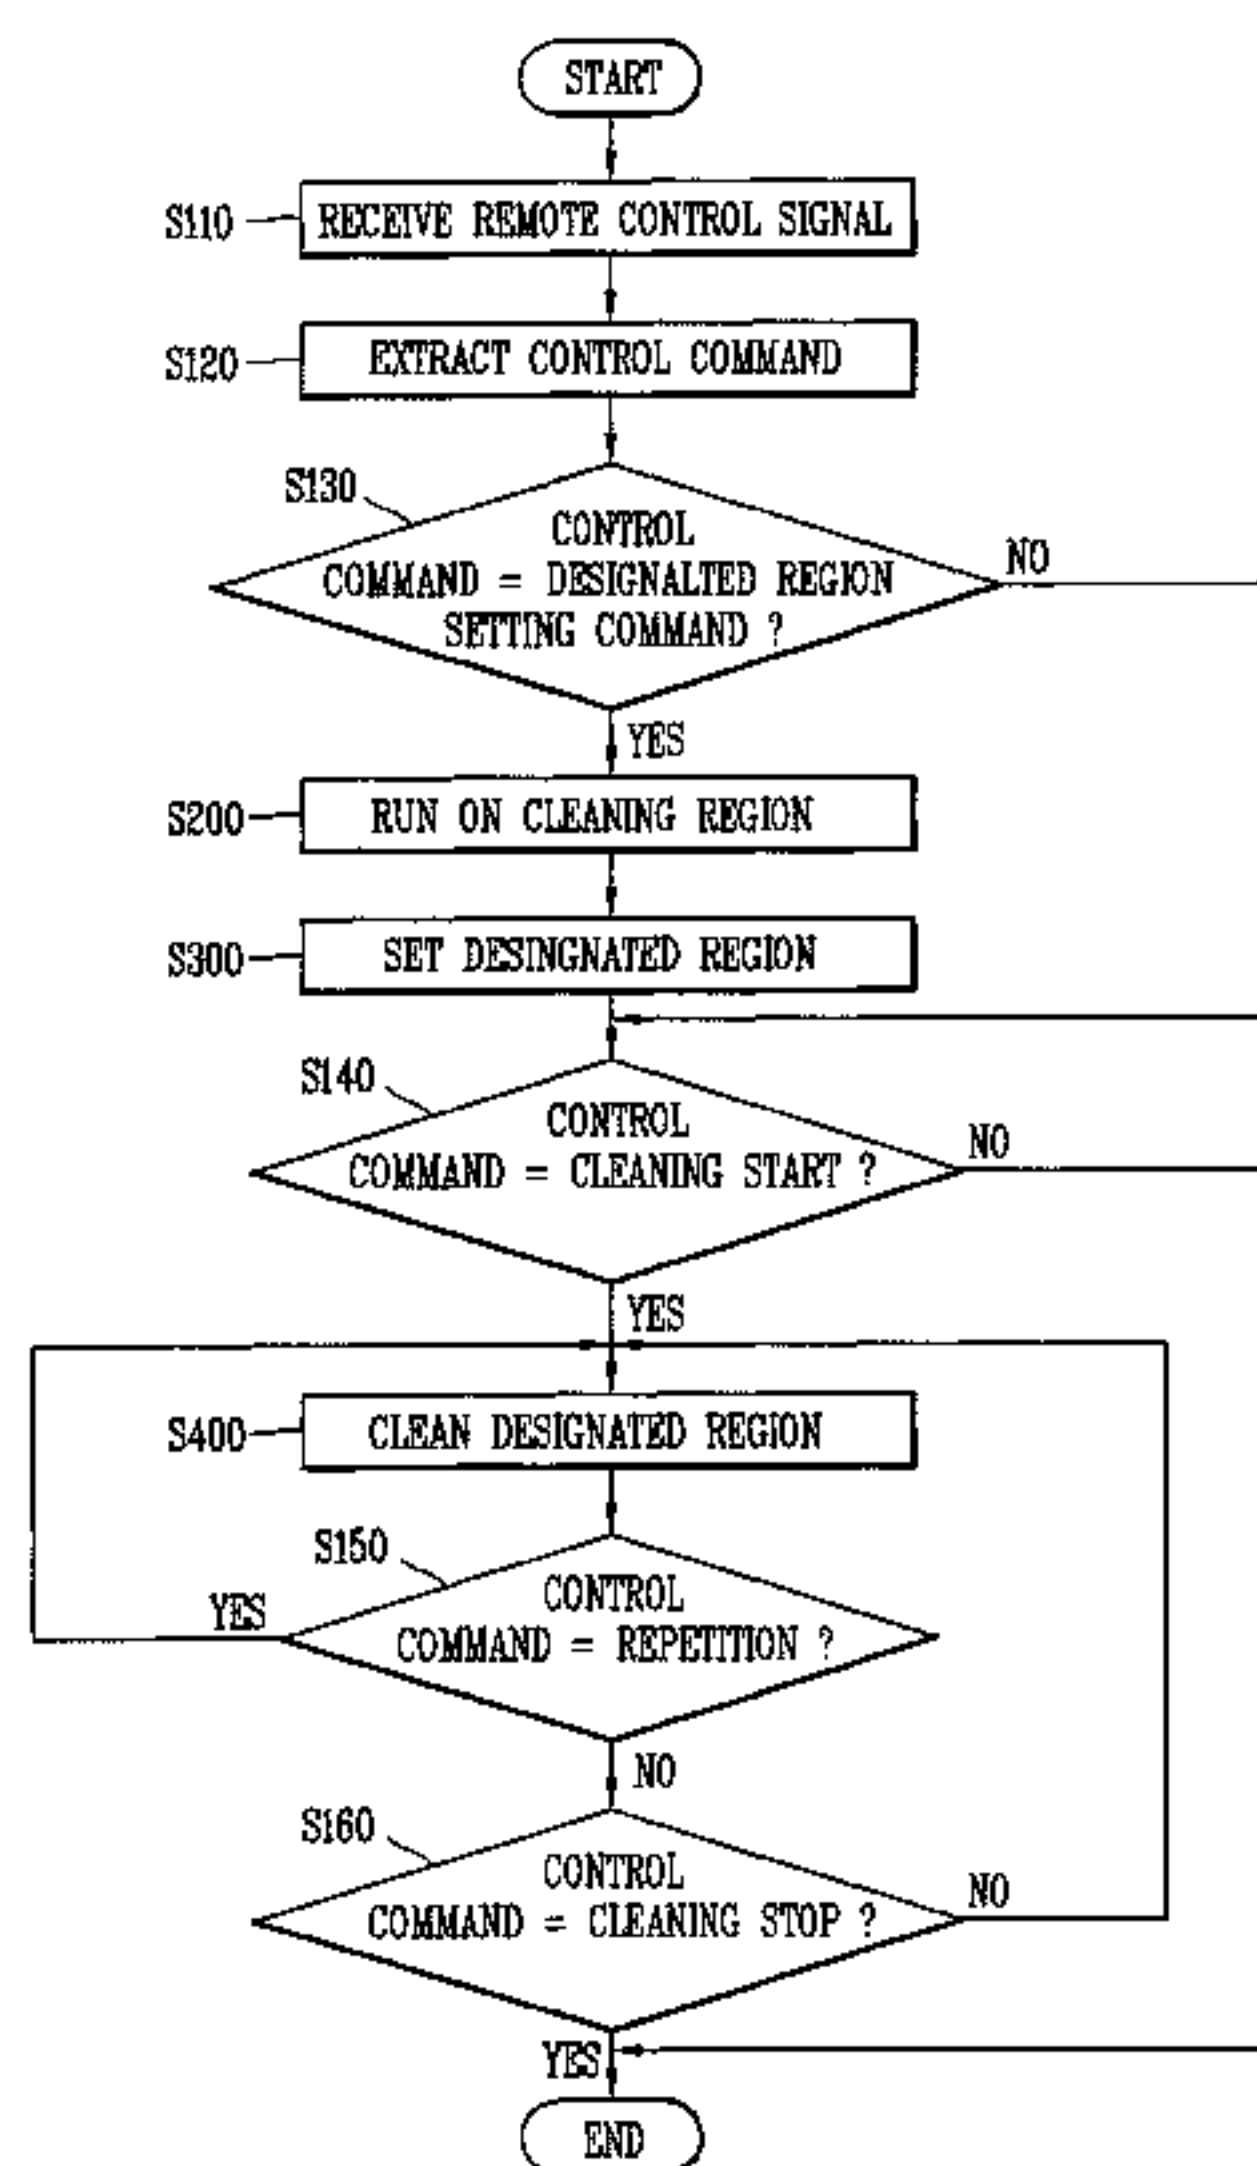 START
S110
RECEIVE REMOTE CONTROL SIGNAL
S120
EXTRACT CONTROL COMMAND
S130
CONTROL
COMMAND = DESIGNALTED REGION
SETTING COMMAND ?
NO
YES
S200
RUN ON CLEANING REGION
S300
SET DESINGNATED REGION
S140
CONTROL
COMMAND = CLEANING START ?
NO
YES
S400
CLEAN DESIGNATED REGION
S150
CONTROL
COMMAND = REPETITION ?
YES
NO
S160
CONTROL
COMMAND = CLEANING STOP ?
NO
YES
END